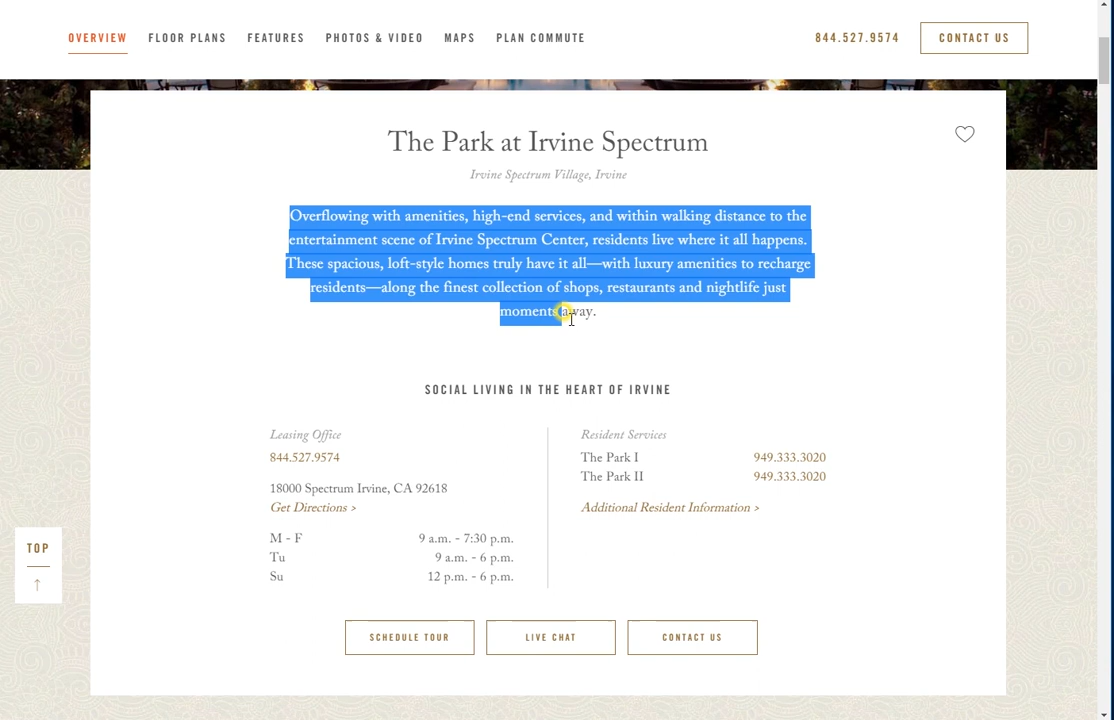 OVERVIEW FLOOR PLANS FEATURES PHOTOS & VIDEO MAPS PLAN COMMUTE 844.527.9574 CONTACT US
The Park at Irvine Spectrum
Irvine Spectrum Village, Irvine
Overflowing with amenities, high-end services, and within walking distance to the
entertainment scene of Irvine Spectrum Center, residents live where it all happens.
These spacious, loft-style homes truly have it all—with luxury amenities to recharge
residents—along the finest collection of shops, restaurants and nightlife just
moments away.
SOCIAL LIVING IN THE HEART OF IRVINE
Leasing Office
844.527.9574
18000 Spectrum Irvine, CA 92618
Get Directions >
M - F 9 a.m. - 7:30 p.m.
Tu 9 a.m. - 6 p.m.
Su 12 p.m. - 6 p.m.
Resident Services
The Park I 949.333.3020
The Park II 949.333.3020
Additional Resident Information >
TOP
↑
SCHEDULE TOUR LIVE CHAT CONTACT US